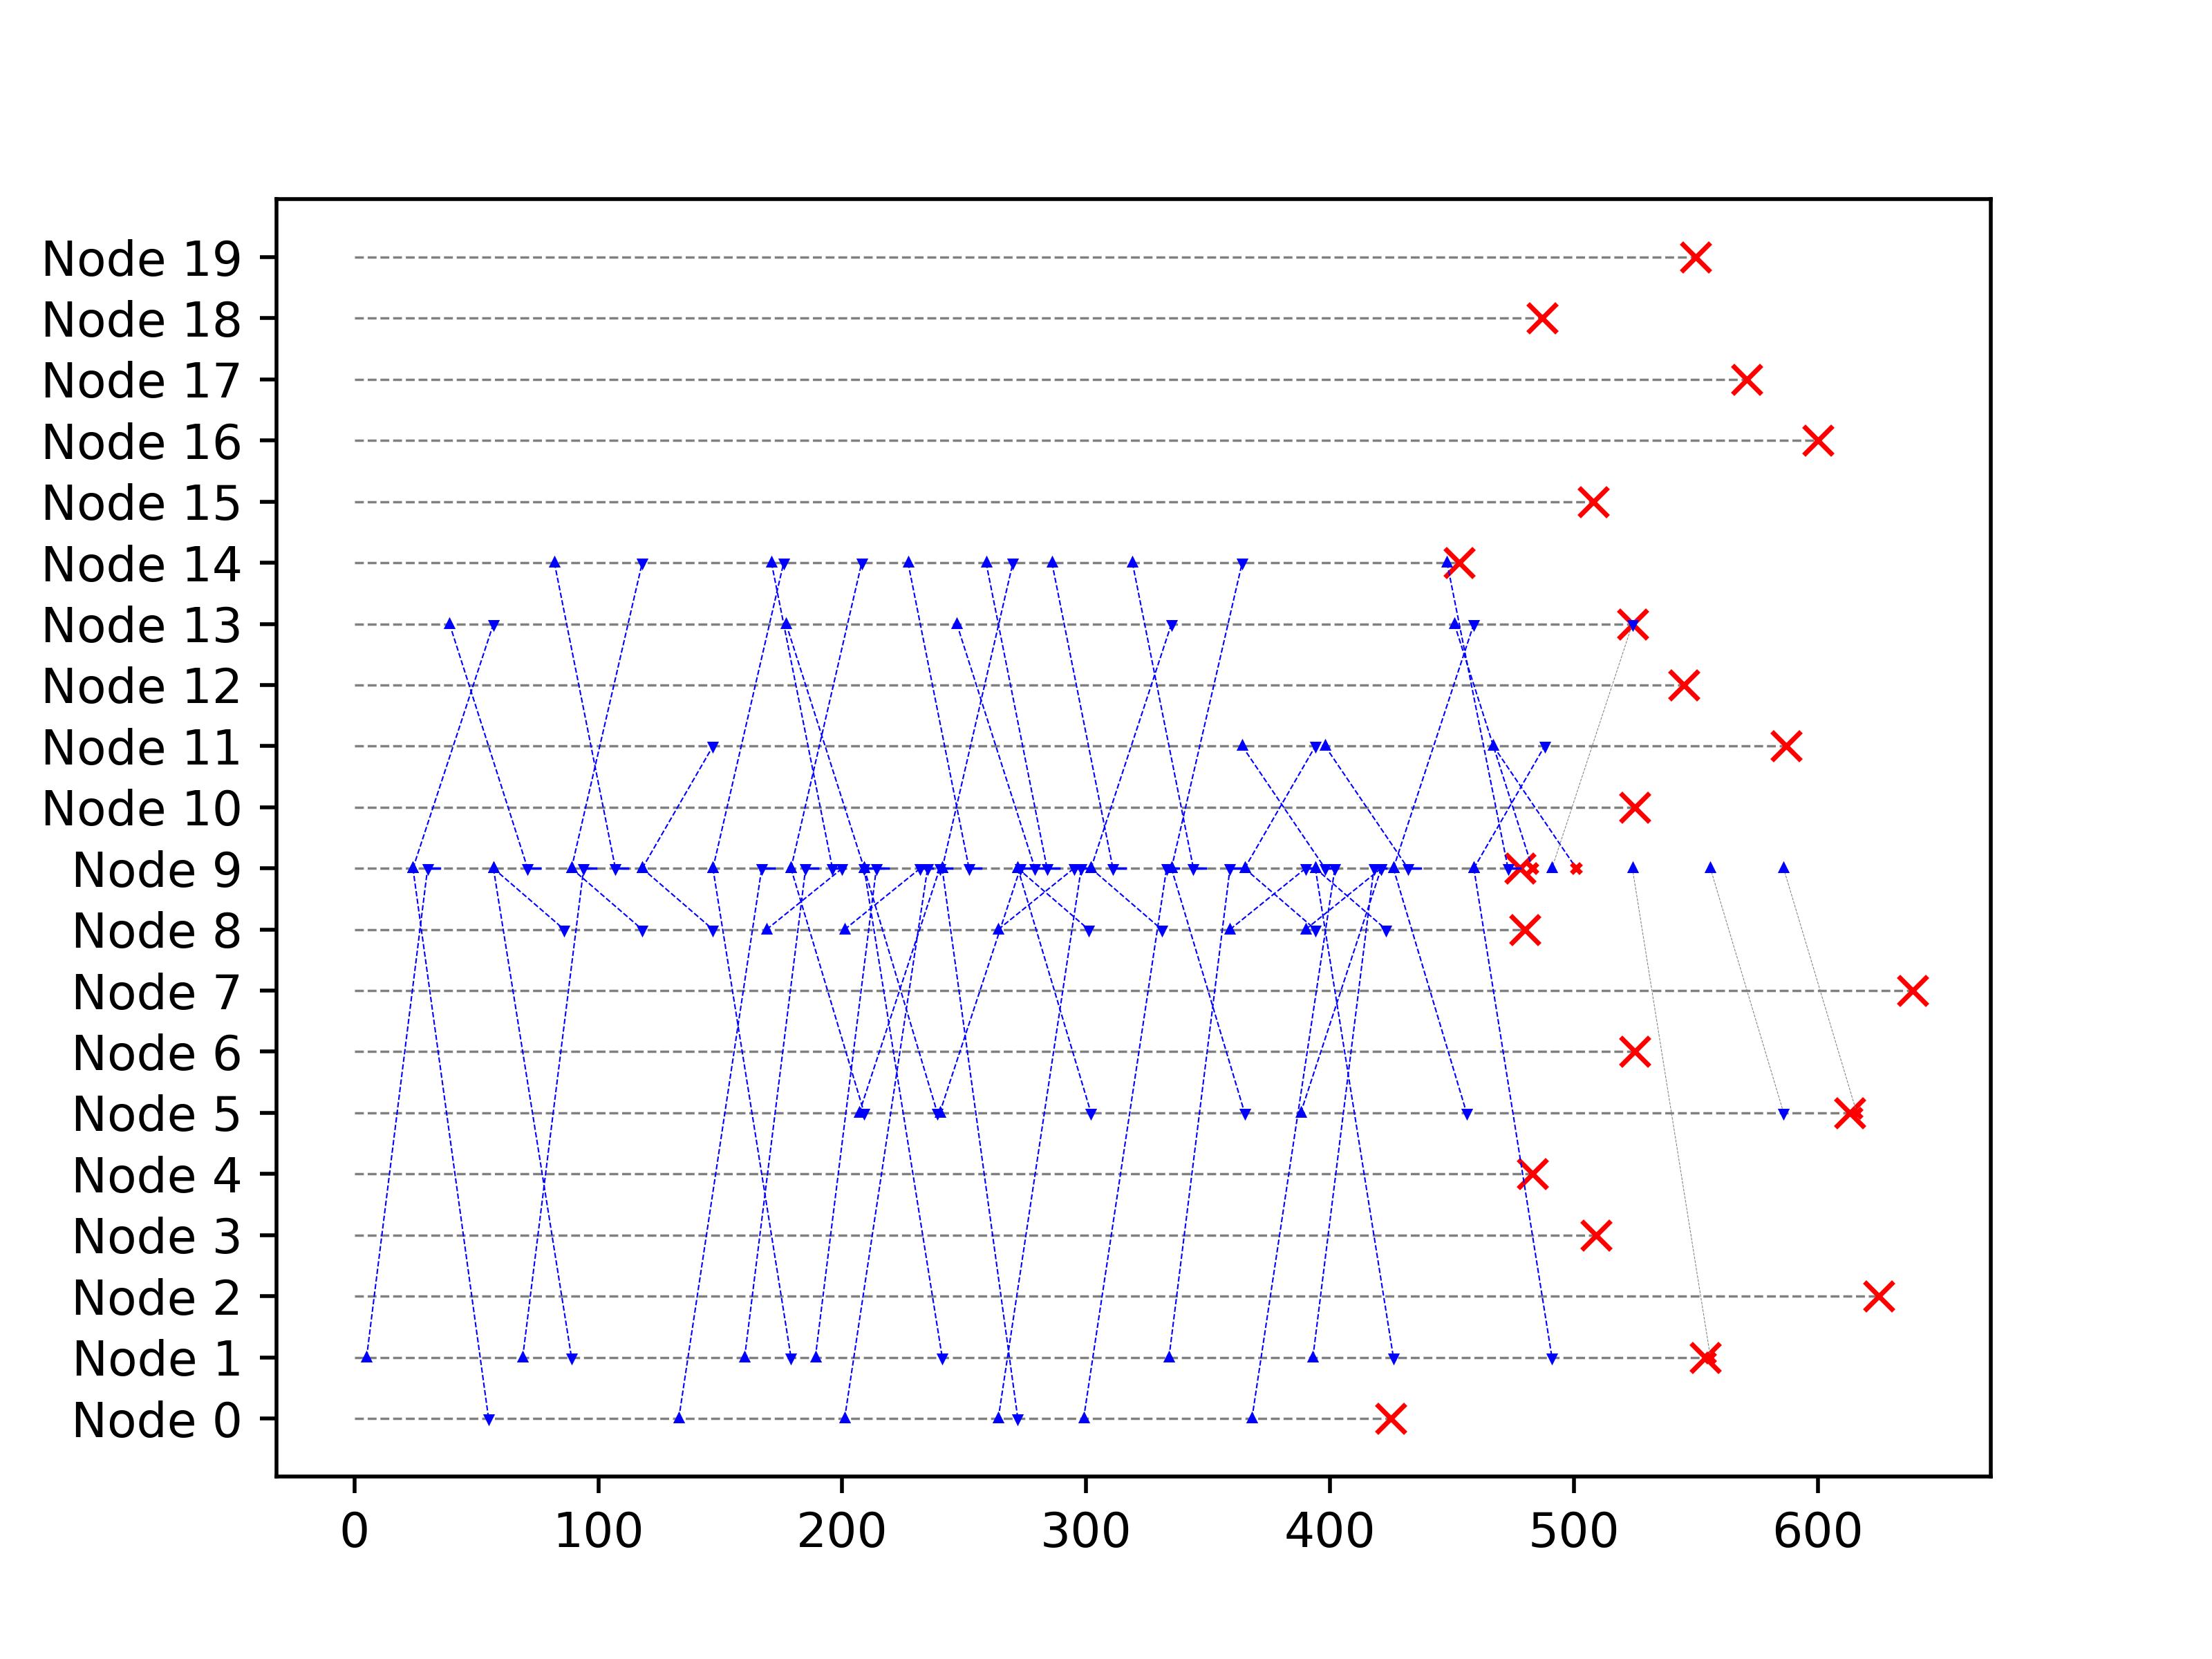 Node 19
Node 18
Node 17
Node 16
Node 15
Node 14
Node 13
Node 12
Node 11
Node 10
Node 9
Node 8
Node 7
Node 6
Node 5
Node 4
Node 3
Node 2
Node 1
Node 0
0 100 200 300 400 500 600